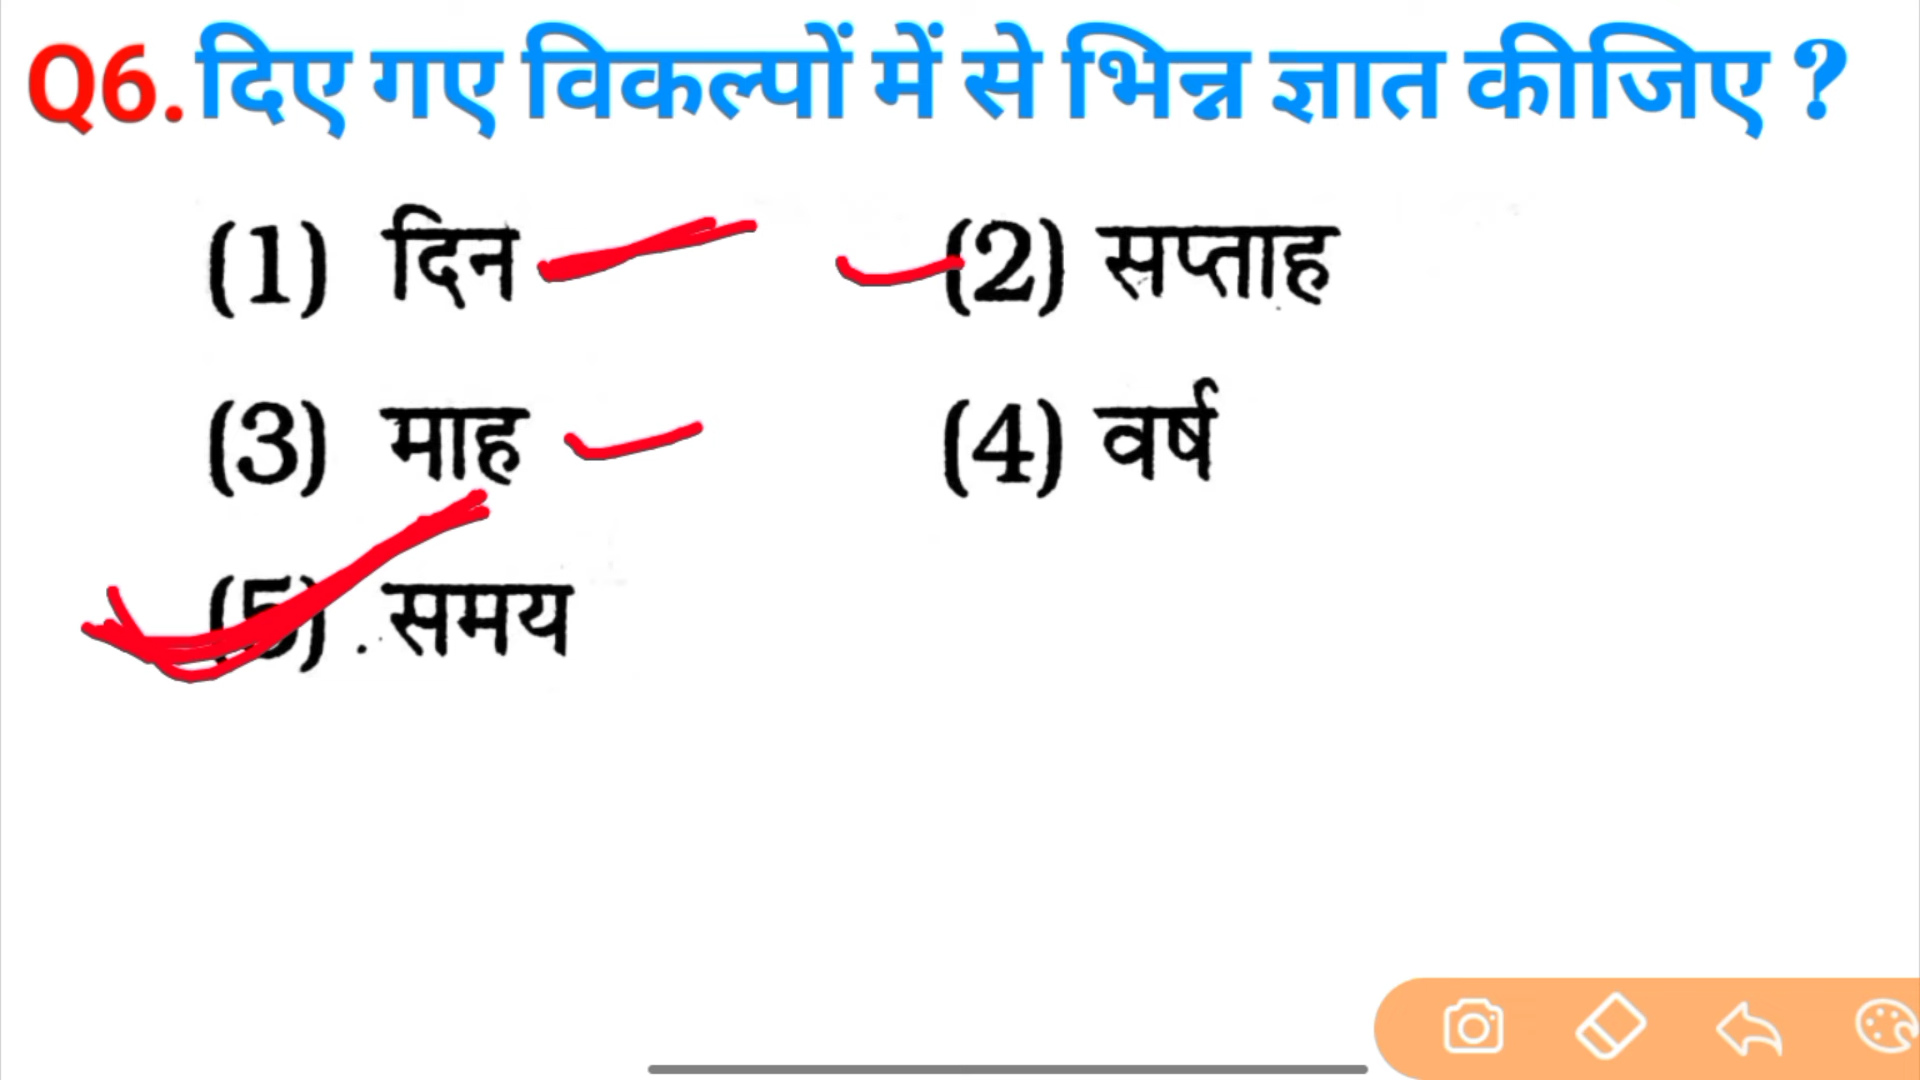 Q6. दिए गए विकल्पों में से भिन्न ज्ञात कीजिए ?
(1) दिन (2) सप्ताह
(3) माह (4) वर्ष
(5) समय